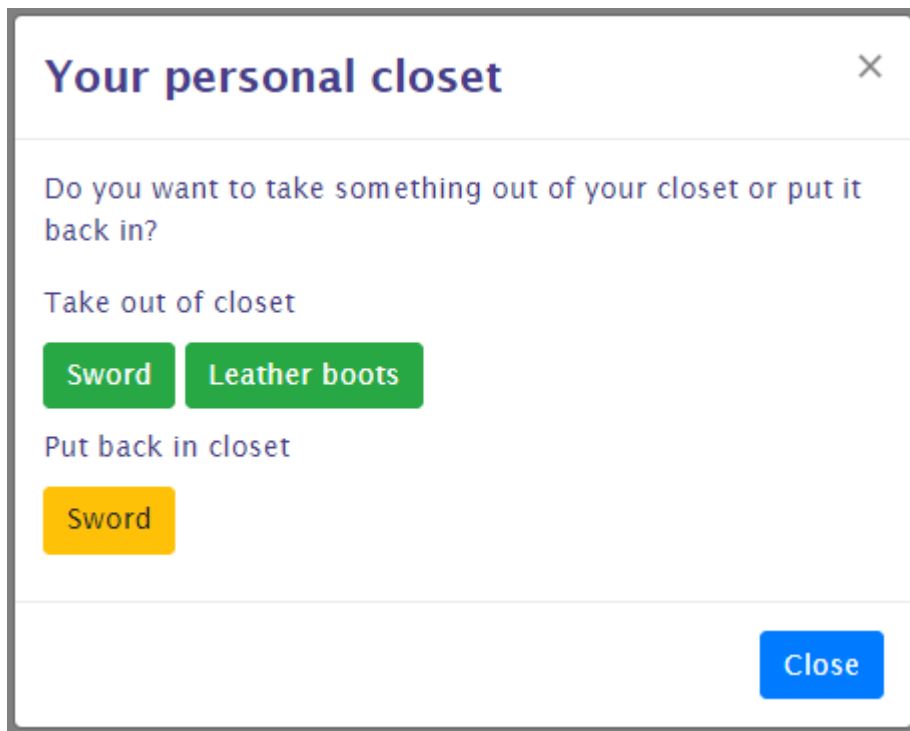 Your personal closet
×
Do you want to take something out of your closet or put it
back in?
Take out of closet
Sword Leather boots
Put back in closet
Sword
Close